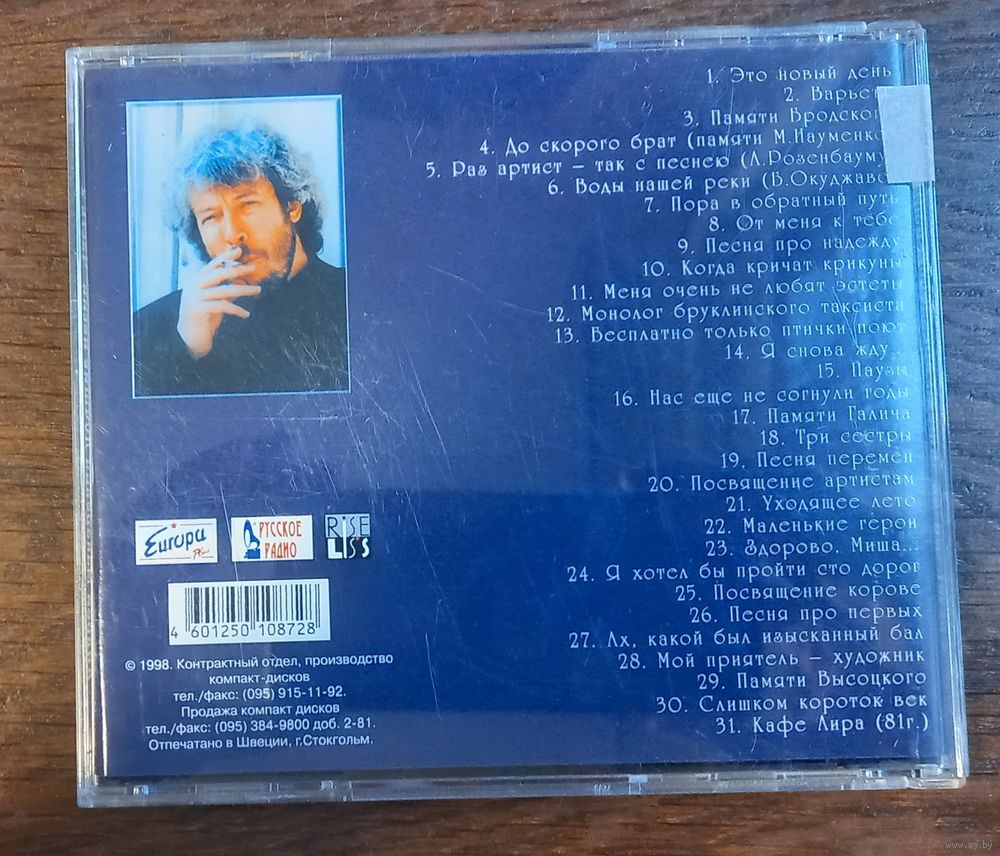 1. Это новый день
2.
3. Памяти
4. До скорого брат (памяти
5. Раз артист – так с песнею
6. Воды нашей реки
7. Пора в обратный путь
8. От меня к тебе
9. Песня про надежду
10. Когда кричат крикуны
11. Меня очень не любят эстеты
12. Монолог бруклинского таксиста
13. Бесплатно только птички поют
14. Я снова жду...
15. Паузы
16. Нас еще не согнули годы
17. Памяти Галича
18. Три сестры
19. Песня перемен
20. Посвящение артистам
21. Уходящее лето
22. Маленькие герои
23. Здорово, Миша...
24. Я хотел бы пройти сто дорог
25. Посвящение корове
26. Песня про первых
27. Ах, какой был изысканный бал
28. Мой приятель – художник
29. Памяти Высоцкого
30. Слишком короток век
31. Кафе Лира (81г.)
Europa
Plus
РУССКОЕ
РАДИО
RiSE
LIS'S
4 601250 108728
© 1998. Контрактный отдел, производство
компакт-дисков
тел./факс: (095) 915-11-92.
Продажа компакт дисков
тел./факс: (095) 384-9800 доб. 2-81.
Отпечатано в Швеции, г.Стокгольм.
www.ay.by